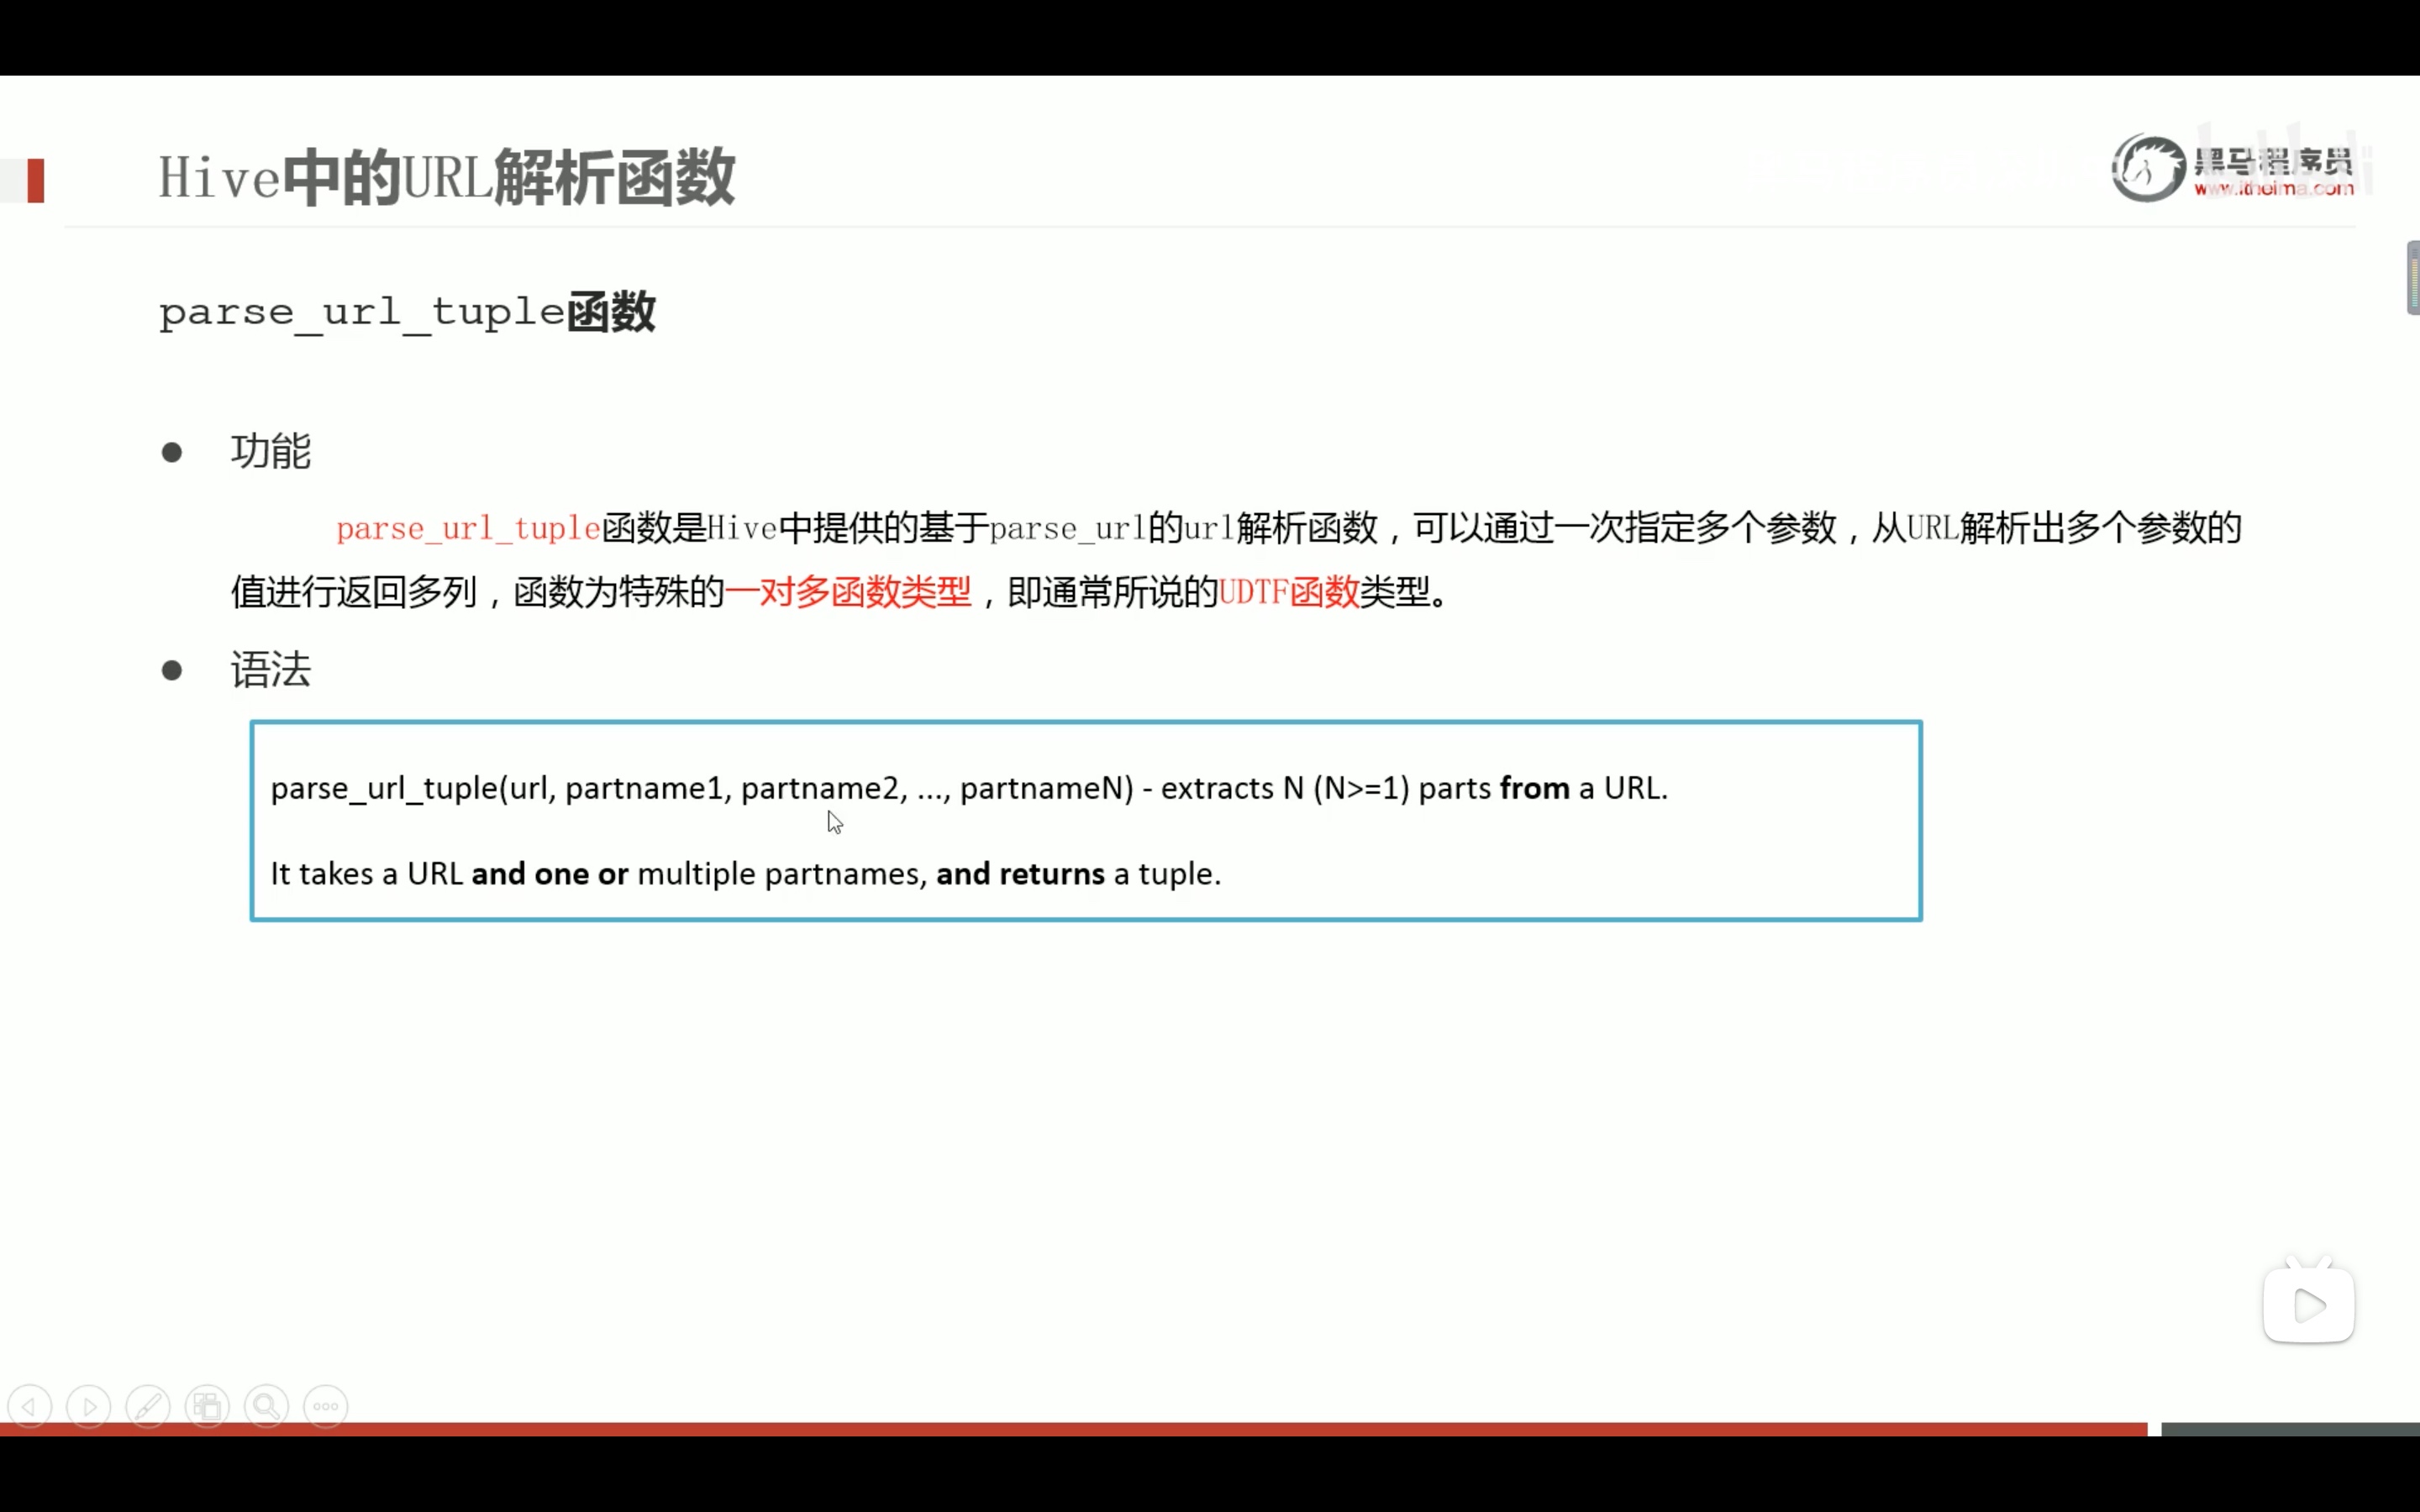 Hive中的URL解析函数
黑马程序员
www.itheima.com
parse_url_tuple函数
● 功能
parse_url_tuple函数是Hive中提供的基于parse_url的url解析函数，可以通过一次指定多个参数，从URL解析出多个参数的
值进行返回多列，函数为特殊的一对多函数类型，即通常所说的UDTF函数类型。
● 语法
parse_url_tuple(url, partname1, partname2, ..., partnameN) - extracts N (N>=1) parts from a URL.
It takes a URL and one or multiple partnames, and returns a tuple.